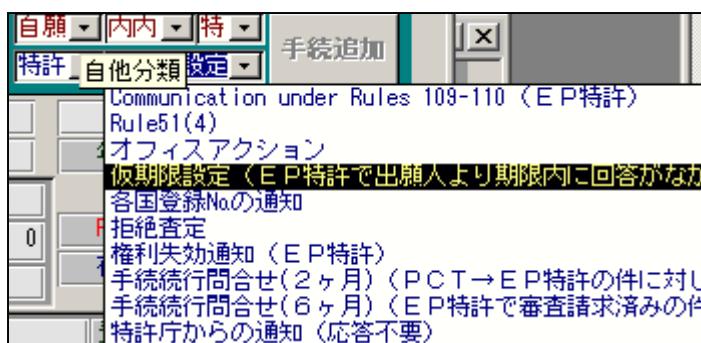 自願 内内 特
手続追加
特許 設定
自他分類
Communication under Rules 109-110（ＥＰ特許）
Rule51(4)
オフィスアクション
仮期限設定（ＥＰ特許で出願人より期限内に回答がなか
各国登録No.の通知
拒絶査定
0
権利失効通知（ＥＰ特許）
手続続行問合せ(２ヶ月)（ＰＣＴ→ＥＰ特許の件に対し
手続続行問合せ(６ヶ月)（ＥＰ特許で審査請求済みの件
特許庁からの通知（応答不要）